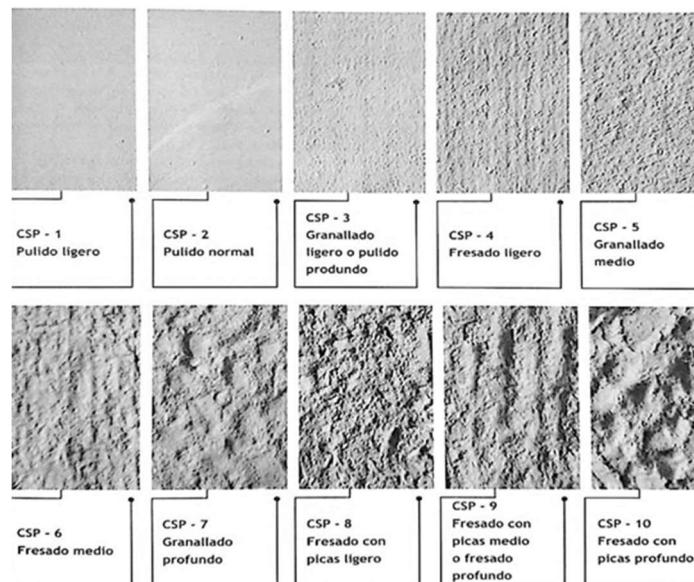 CSP - 1
Pulido ligero
CSP - 2
Pulido normal
CSP - 3
Granallado
ligero o pulido
produndo
CSP - 4
Fresado ligero
CSP - 5
Granallado
medio
CSP - 6
Fresado medio
CSP - 7
Granallado
profundo
CSP - 8
Fresado con
picas ligero
CSP - 9
Fresado con
picas medio
o fresado
profundo
CSP - 10
Fresado con
picas profundo